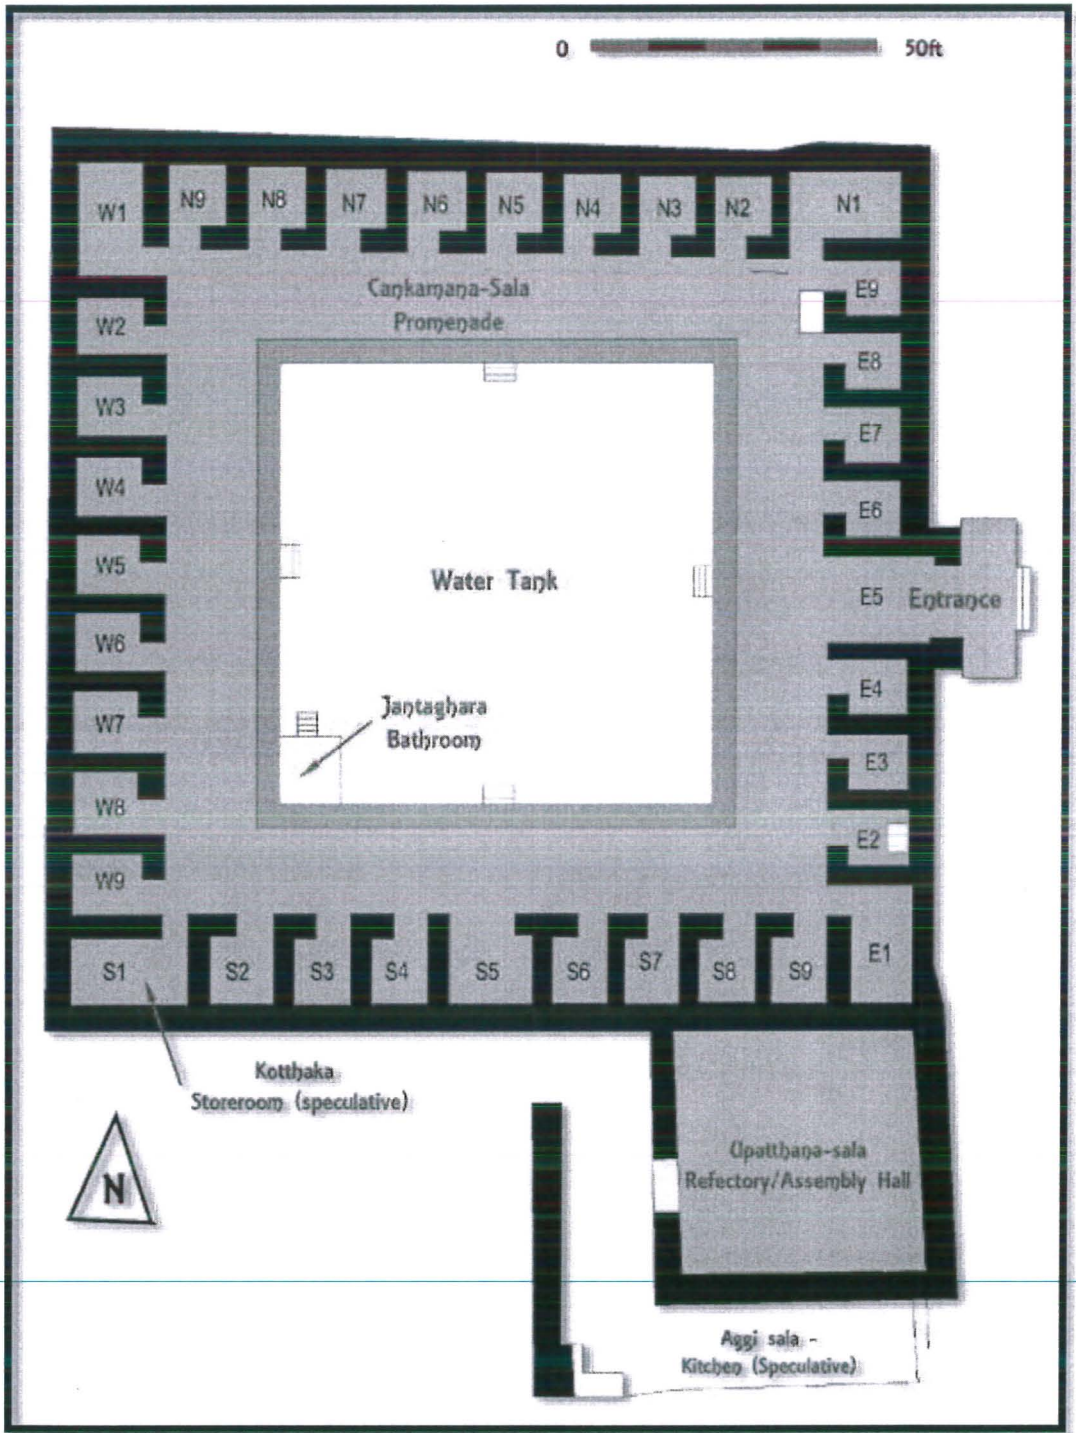 0 50ft
W1 N9 N8 N7 N6 N5 N4 N3 N2 N1
Cankamana-Sala
Promenade
E9
W2
E8
W3
E7
W4
E6
W5
Water Tank
E5 Entrance
W6
E4
W7
Jantaghara
Bathroom
E3
W8
E2
W9
S1 S2 S3 S4 S5 S6 S7 S8 S9 E1
Kotthaka
Storeroom (speculative)
N
Upatthana-sala
Refectory/Assembly Hall
Aggi sala -
Kitchen (Speculative)